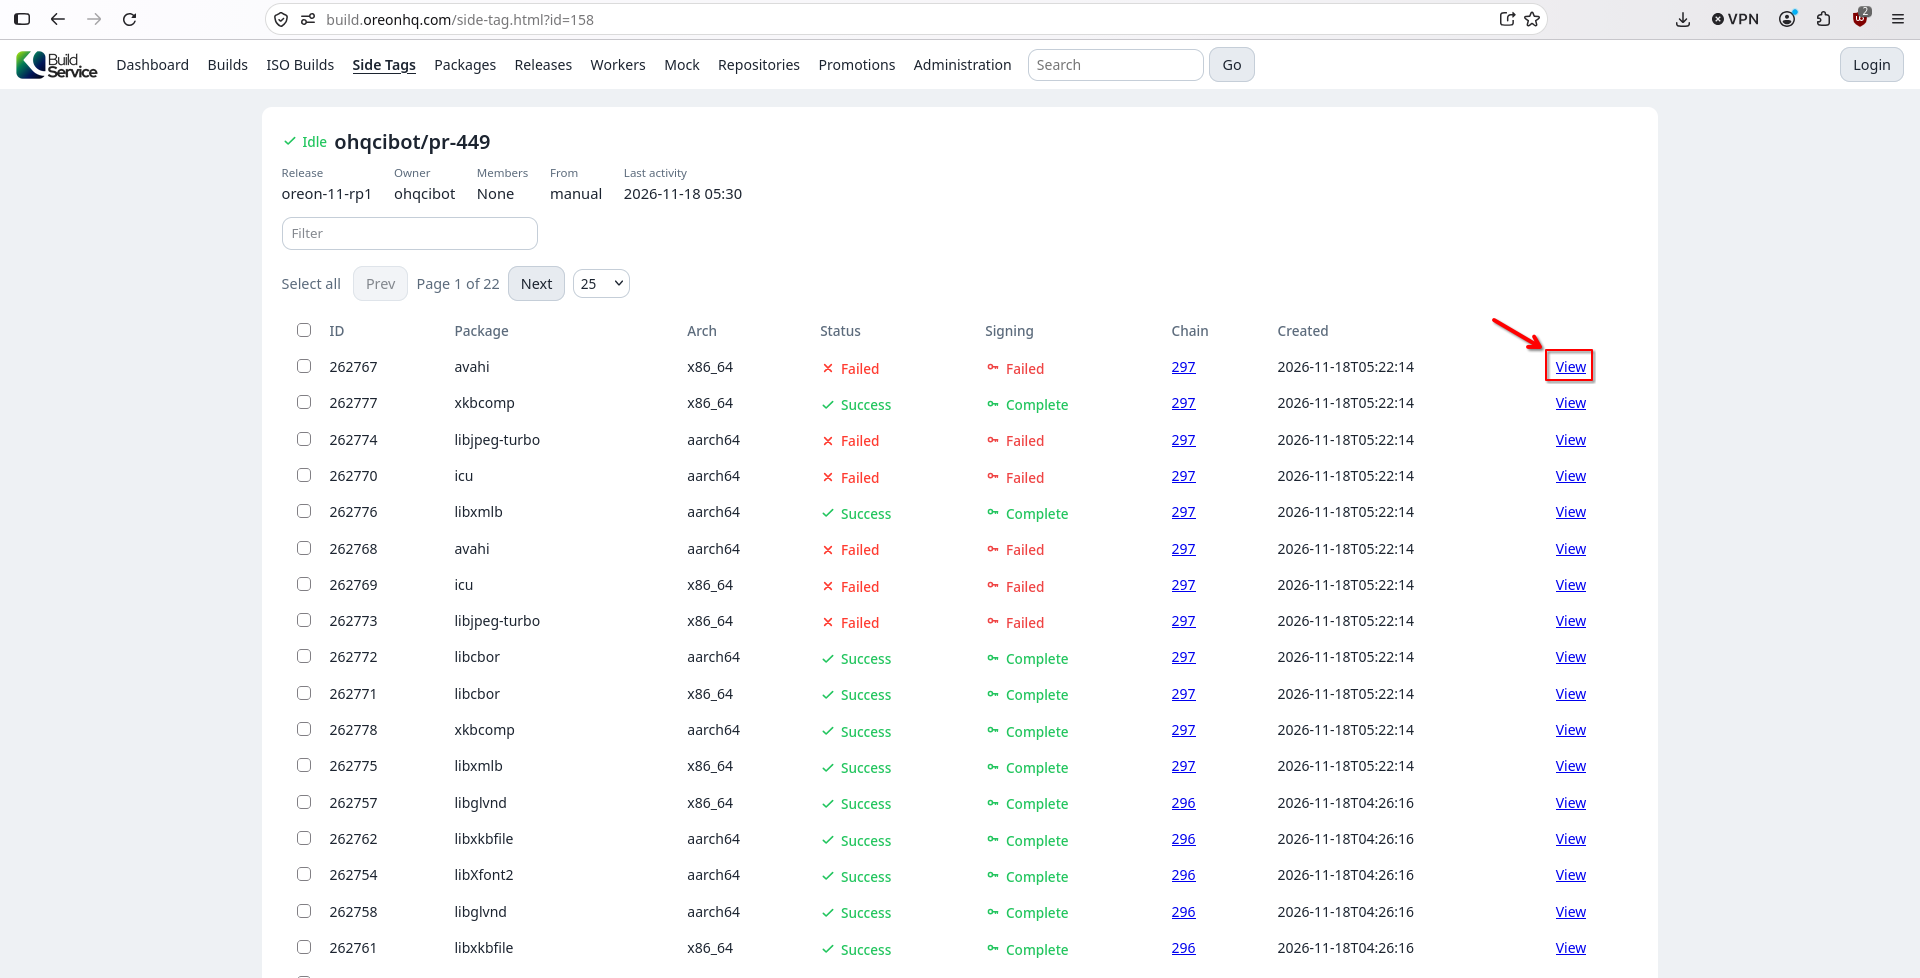 build.oreonhq.com/side-tag.html?id=158
VPN
2
Build Service
Dashboard Builds ISO Builds Side Tags Packages Releases Workers Mock Repositories Promotions Administration Search Go Login
Idle ohqcibot/pr-449
Release Owner Members From Last activity
oreon-11-rp1 ohqcibot None manual 2026-11-18 05:30
Filter
Select all Prev Page 1 of 22 Next 25
ID Package Arch Status Signing Chain Created
262767 avahi x86_64 Failed Failed 297 2026-11-18T05:22:14 View
262777 xkbcomp x86_64 Success Complete 297 2026-11-18T05:22:14 View
262774 libjpeg-turbo aarch64 Failed Failed 297 2026-11-18T05:22:14 View
262770 icu aarch64 Failed Failed 297 2026-11-18T05:22:14 View
262776 libxmlb aarch64 Success Complete 297 2026-11-18T05:22:14 View
262768 avahi aarch64 Failed Failed 297 2026-11-18T05:22:14 View
262769 icu x86_64 Failed Failed 297 2026-11-18T05:22:14 View
262773 libjpeg-turbo x86_64 Failed Failed 297 2026-11-18T05:22:14 View
262772 libcbor aarch64 Success Complete 297 2026-11-18T05:22:14 View
262771 libcbor x86_64 Success Complete 297 2026-11-18T05:22:14 View
262778 xkbcomp aarch64 Success Complete 297 2026-11-18T05:22:14 View
262775 libxmlb x86_64 Success Complete 297 2026-11-18T05:22:14 View
262757 libglvnd x86_64 Success Complete 296 2026-11-18T04:26:16 View
262762 libxkbfile aarch64 Success Complete 296 2026-11-18T04:26:16 View
262754 libXfont2 aarch64 Success Complete 296 2026-11-18T04:26:16 View
262758 libglvnd aarch64 Success Complete 296 2026-11-18T04:26:16 View
262761 libxkbfile x86_64 Success Complete 296 2026-11-18T04:26:16 View